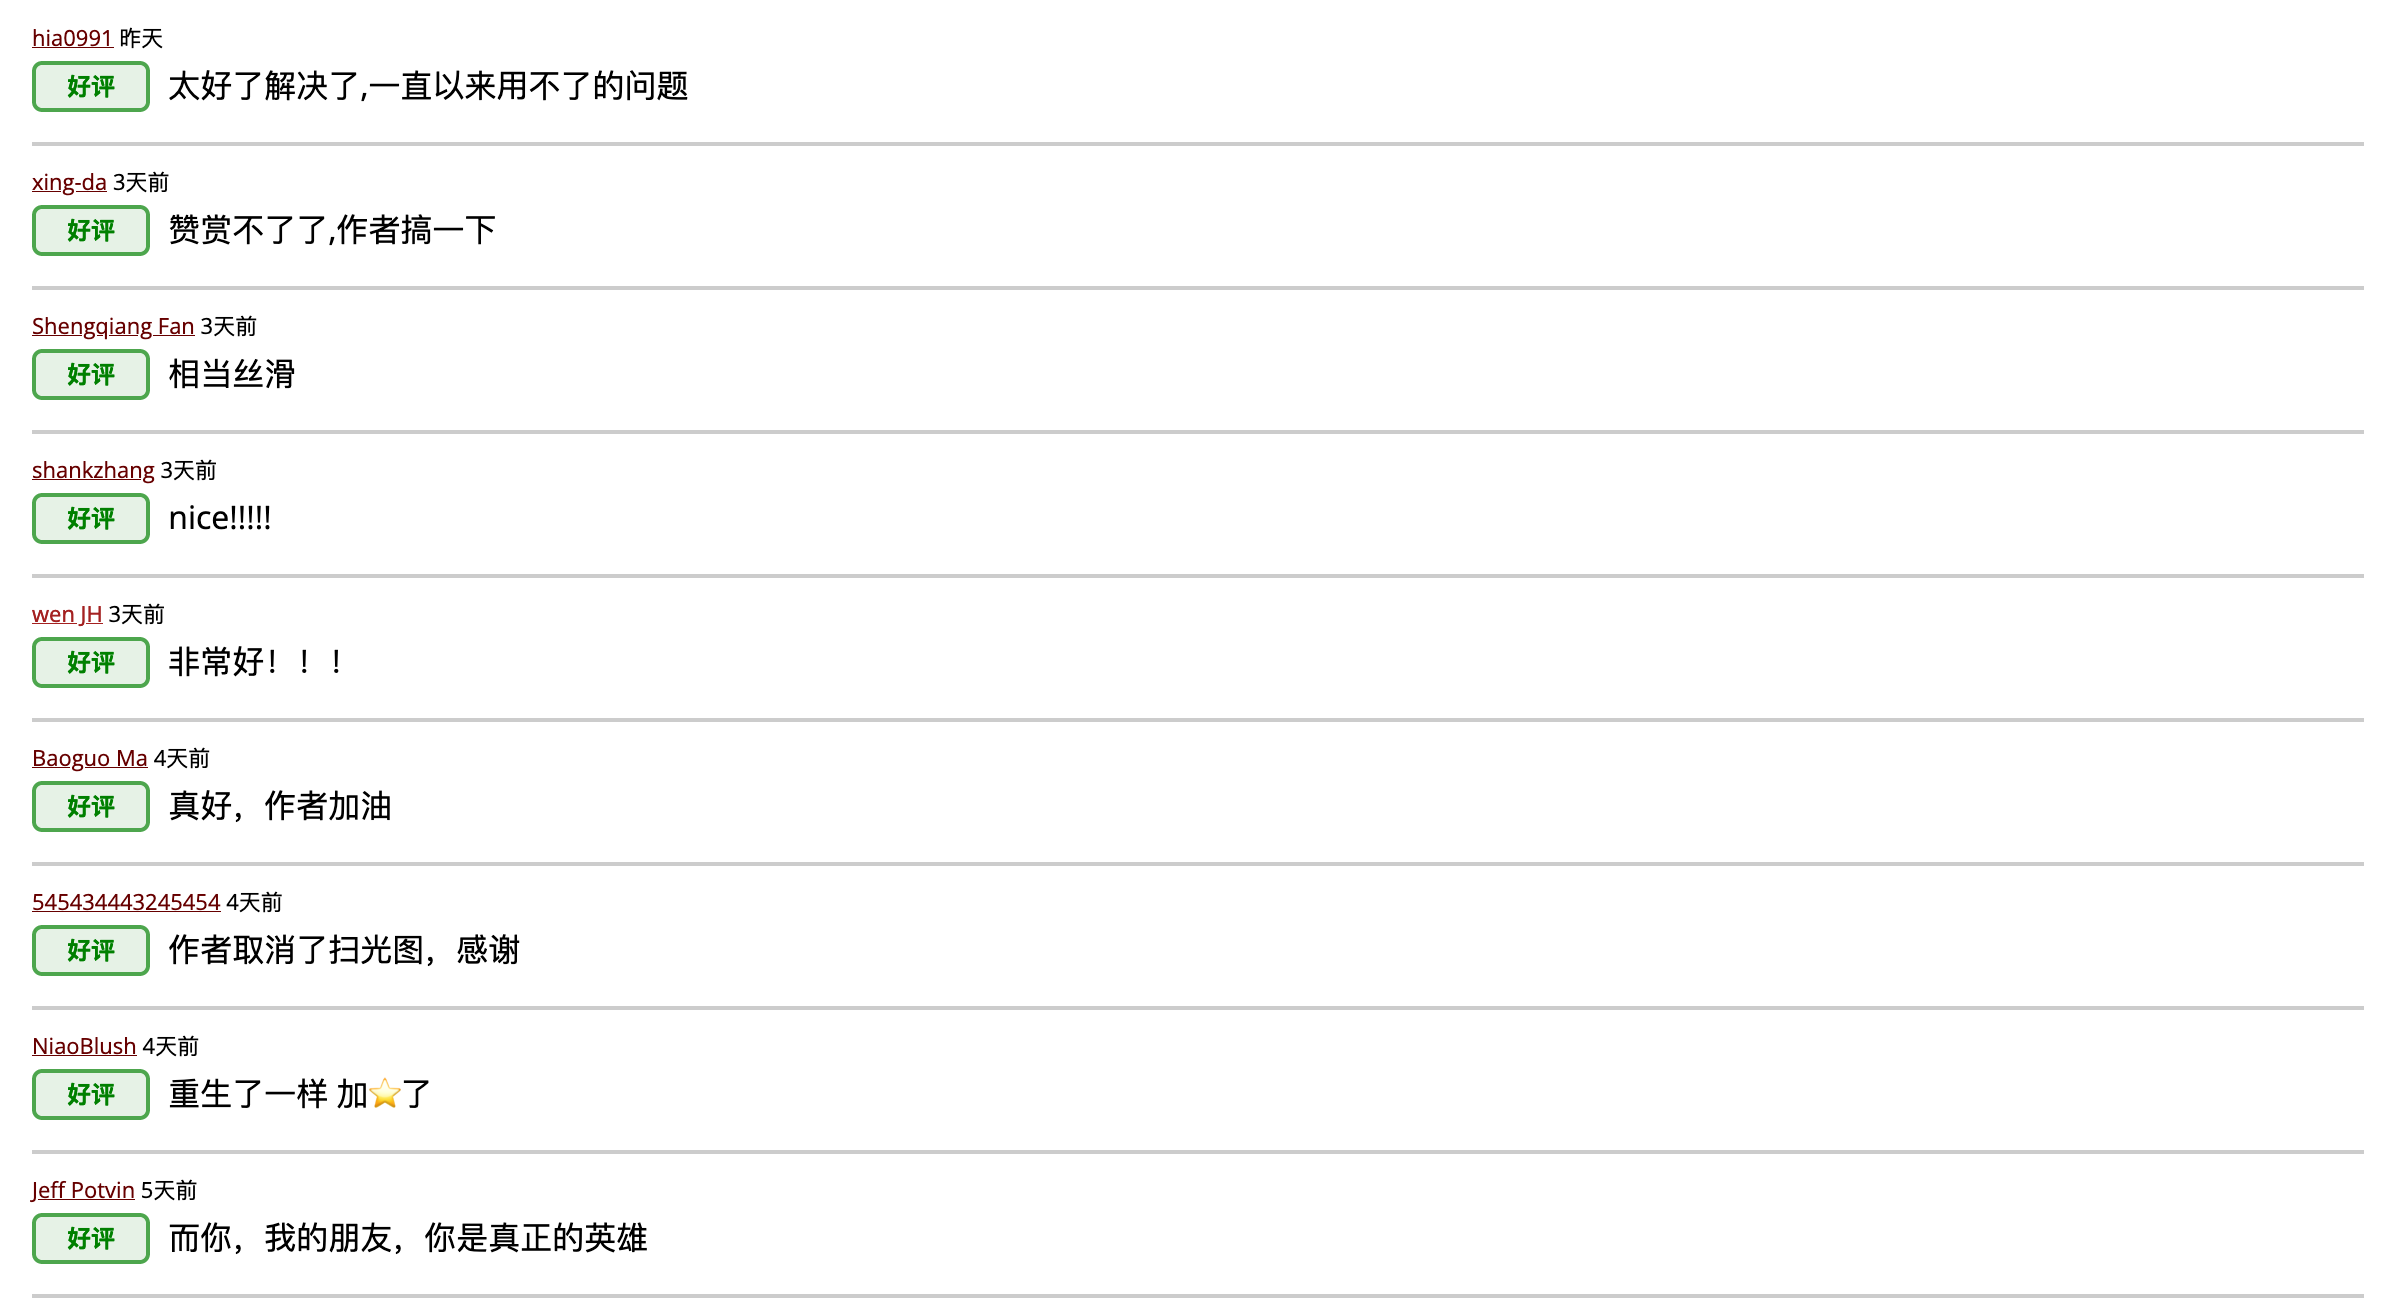 hia0991 昨天
好评 太好了解决了,一直以来用不了的问题
xing-da 3天前
好评 赞赏不了了,作者搞一下
Shengqiang Fan 3天前
好评 相当丝滑
shankzhang 3天前
好评 nice!!!!!
wen JH 3天前
好评 非常好！！！
Baoguo Ma 4天前
好评 真好，作者加油
545434443245454 4天前
好评 作者取消了扫光图，感谢
NiaoBlush 4天前
好评 重生了一样 加⭐了
Jeff Potvin 5天前
好评 而你，我的朋友，你是真正的英雄